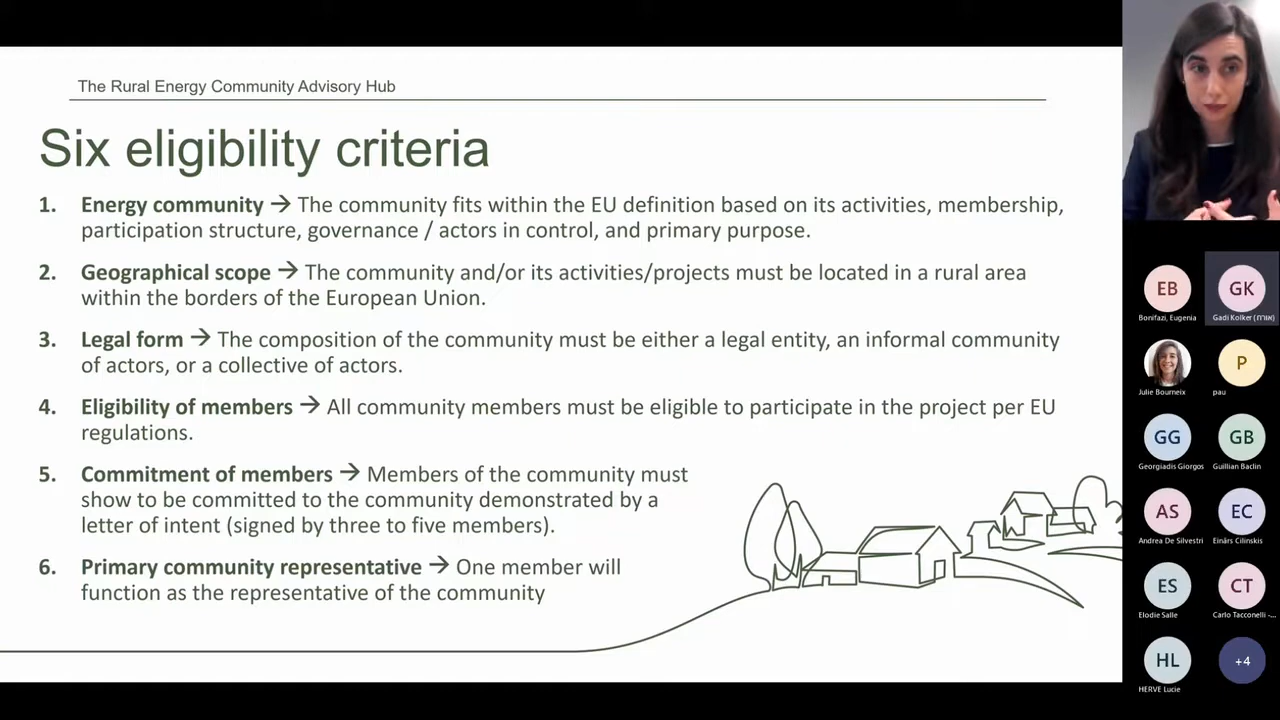 The Rural Energy Community Advisory Hub
Six eligibility criteria
1. Energy community → The community fits within the EU definition based on its activities, membership,
participation structure, governance / actors in control, and primary purpose.
2. Geographical scope → The community and/or its activities/projects must be located in a rural area
within the borders of the European Union.
3. Legal form → The composition of the community must be either a legal entity, an informal community
of actors, or a collective of actors.
4. Eligibility of members → All community members must be eligible to participate in the project per EU
regulations.
5. Commitment of members → Members of the community must
show to be committed to the community demonstrated by a
letter of intent (signed by three to five members).
6. Primary community representative → One member will
function as the representative of the community
EB
GK
Bonifazi, Eugenia
Gadi Kolker
P
Julie Bourneix
pau
GG
GB
Georgiadis Giorgos
Guillian Baclin
AS
EC
Andrea De Silvestri
Einārs Cilinskis
ES
CT
Elodie Salle
Carlo Tacconelli -...
HL
+4
HERVE Lucie